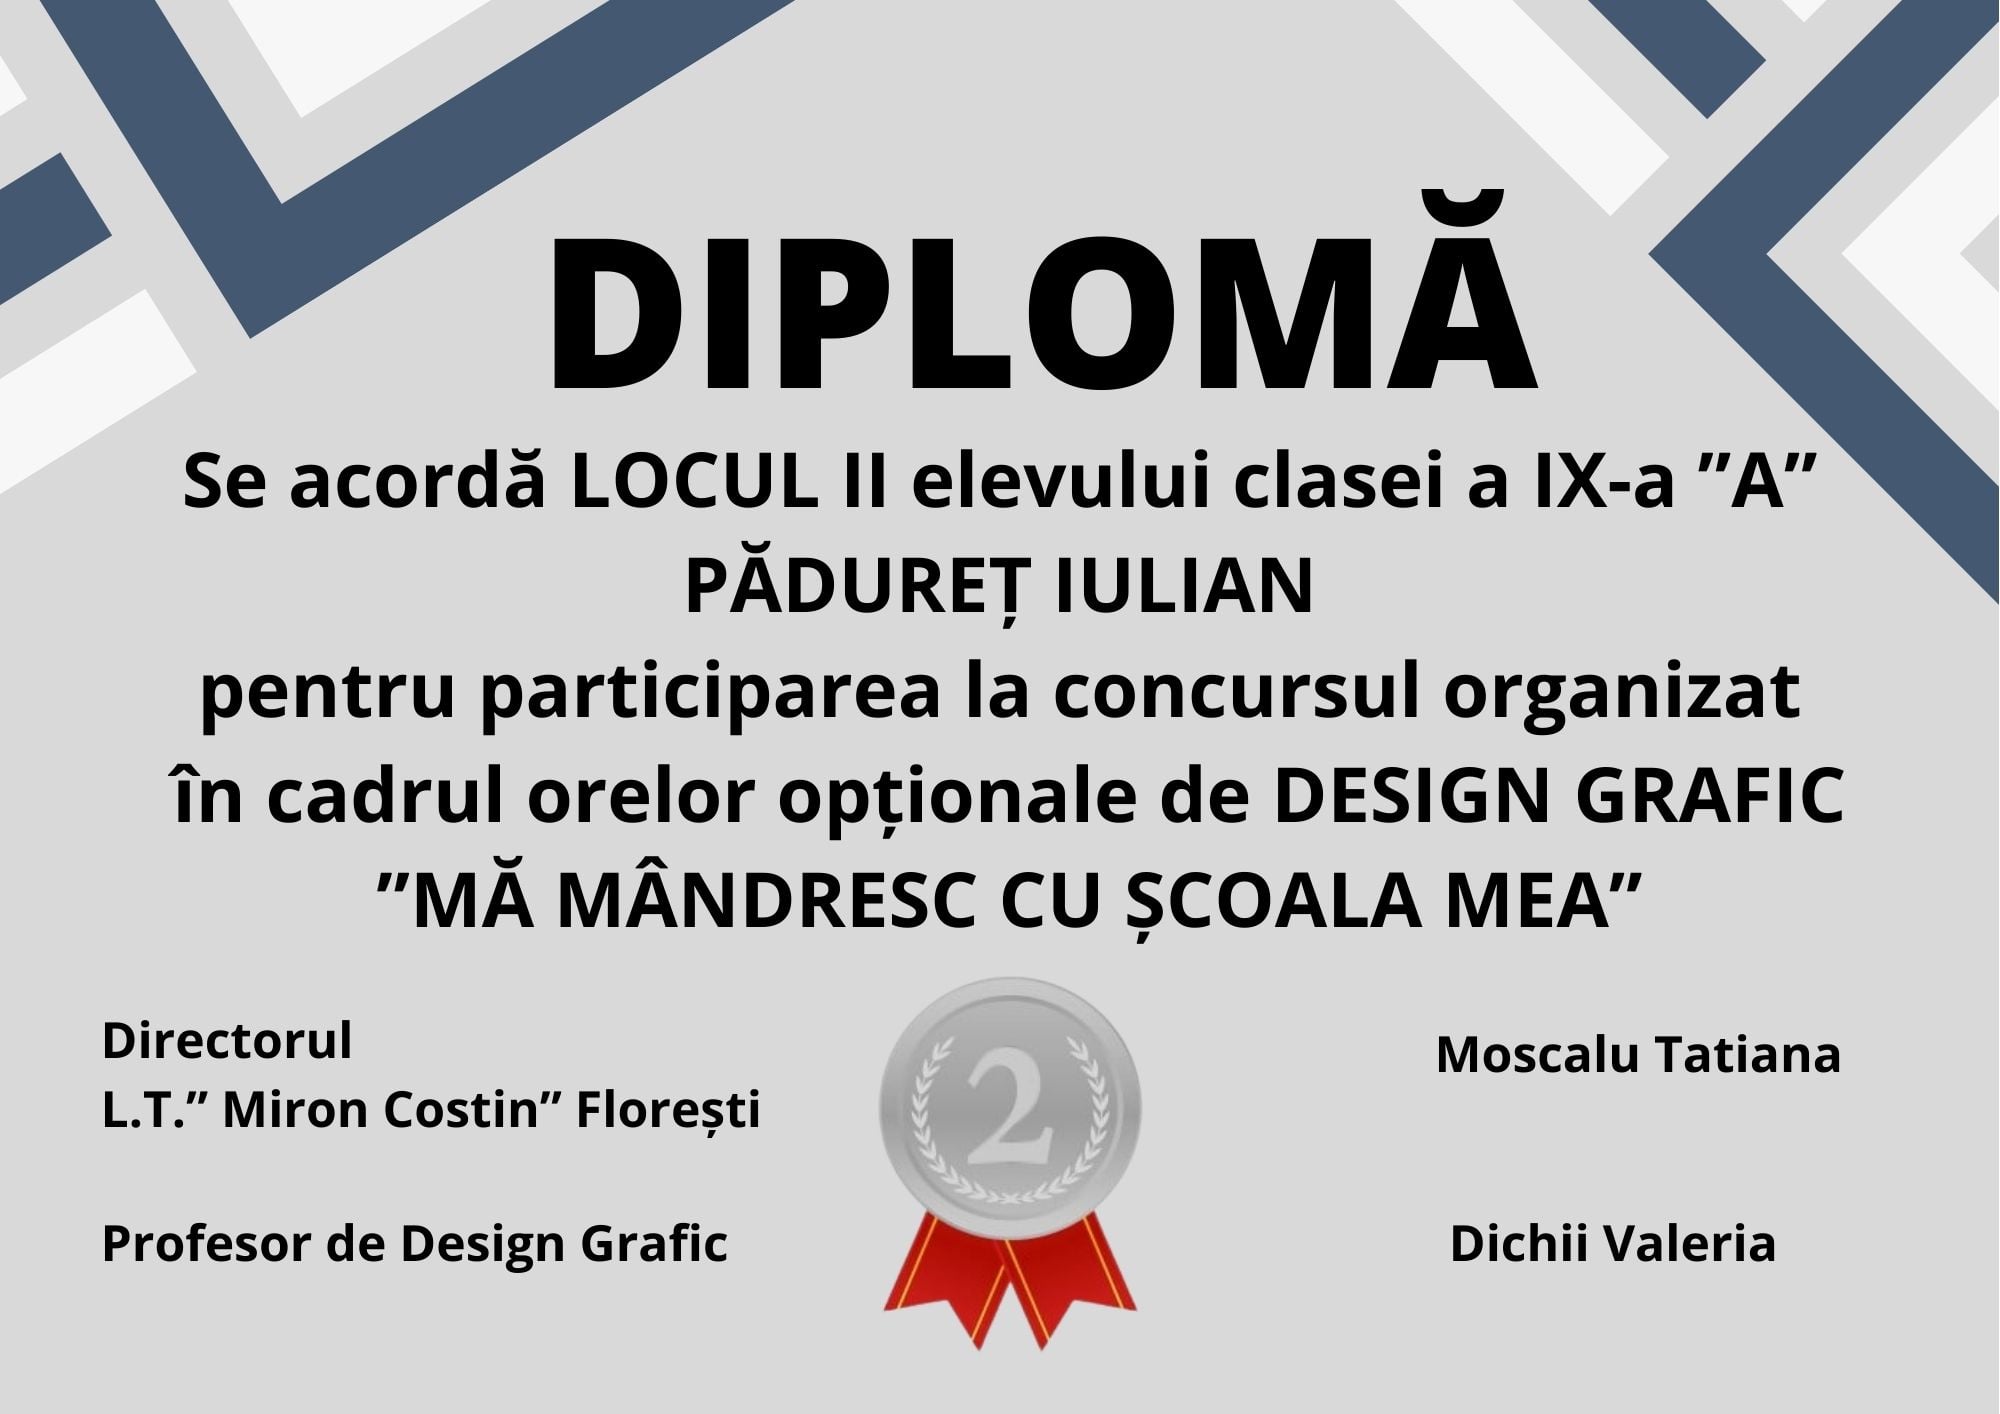 DIPLOMĂ
Se acordă LOCUL II elevului clasei a IX-a ”A”
PĂDUREȚ IULIAN
pentru participarea la concursul organizat
în cadrul orelor opționale de DESIGN GRAFIC
”MĂ MÂNDRESC CU ȘCOALA MEA”
Directorul
L.T.” Miron Costin” Florești
Moscalu Tatiana
2
Profesor de Design Grafic
Dichii Valeria